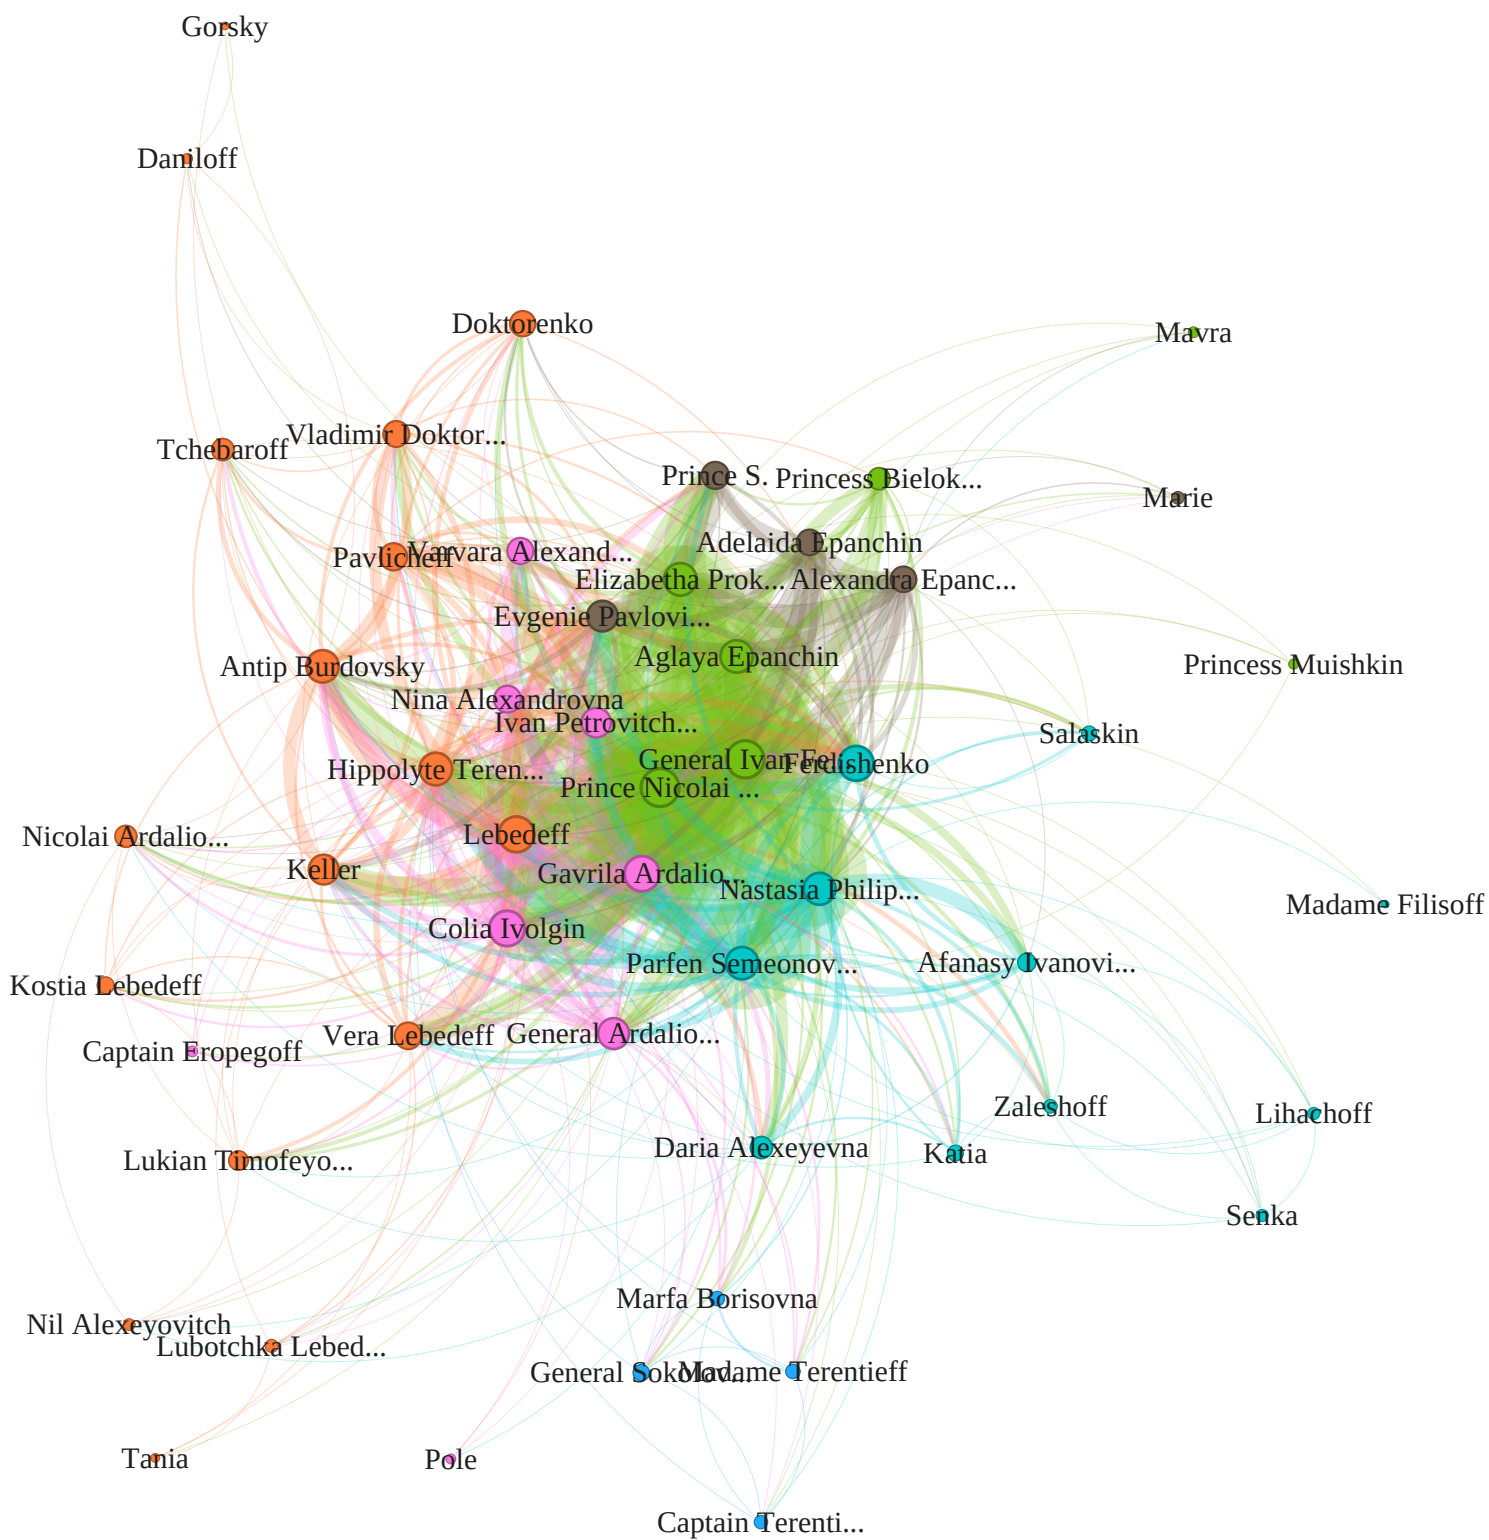 Gorsky
Daniloff
Doktorenko
Mavra
Vladimir Doktor...
Tchebaroff
Prince S.
Princess Bielok...
Marie
Adelaida Epanchin
Varvara Alexand...
Pavlicheff
Elizabetha Prok...
Alexandra Epanc...
Evgenie Pavlovi...
Aglaya Epanchin
Antip Burdovsky
Princess Muishkin
Nina Alexandrovna
Ivan Petrovitch...
Salaskin
General Ivan Fe...
Ferdishenko
Hippolyte Teren...
Prince Nicolai ...
Lebedeff
Nicolai Ardalio...
Keller
Gavrila Ardalio...
Nastasia Philip...
Madame Filisoff
Colia Ivolgin
Parfen Semeonov...
Afanasy Ivanovi...
Kostia Lebedeff
Vera Lebedeff
General Ardalio...
Captain Eropegoff
Zaleshoff
Lihachoff
Daria Alexeyevna
Katia
Lukian Timofeyo...
Senka
Marfa Borisovna
Nil Alexeyovitch
Lubotchka Lebed...
General Sokolov...
Madame Terentieff
Tania
Pole
Captain Terenti...